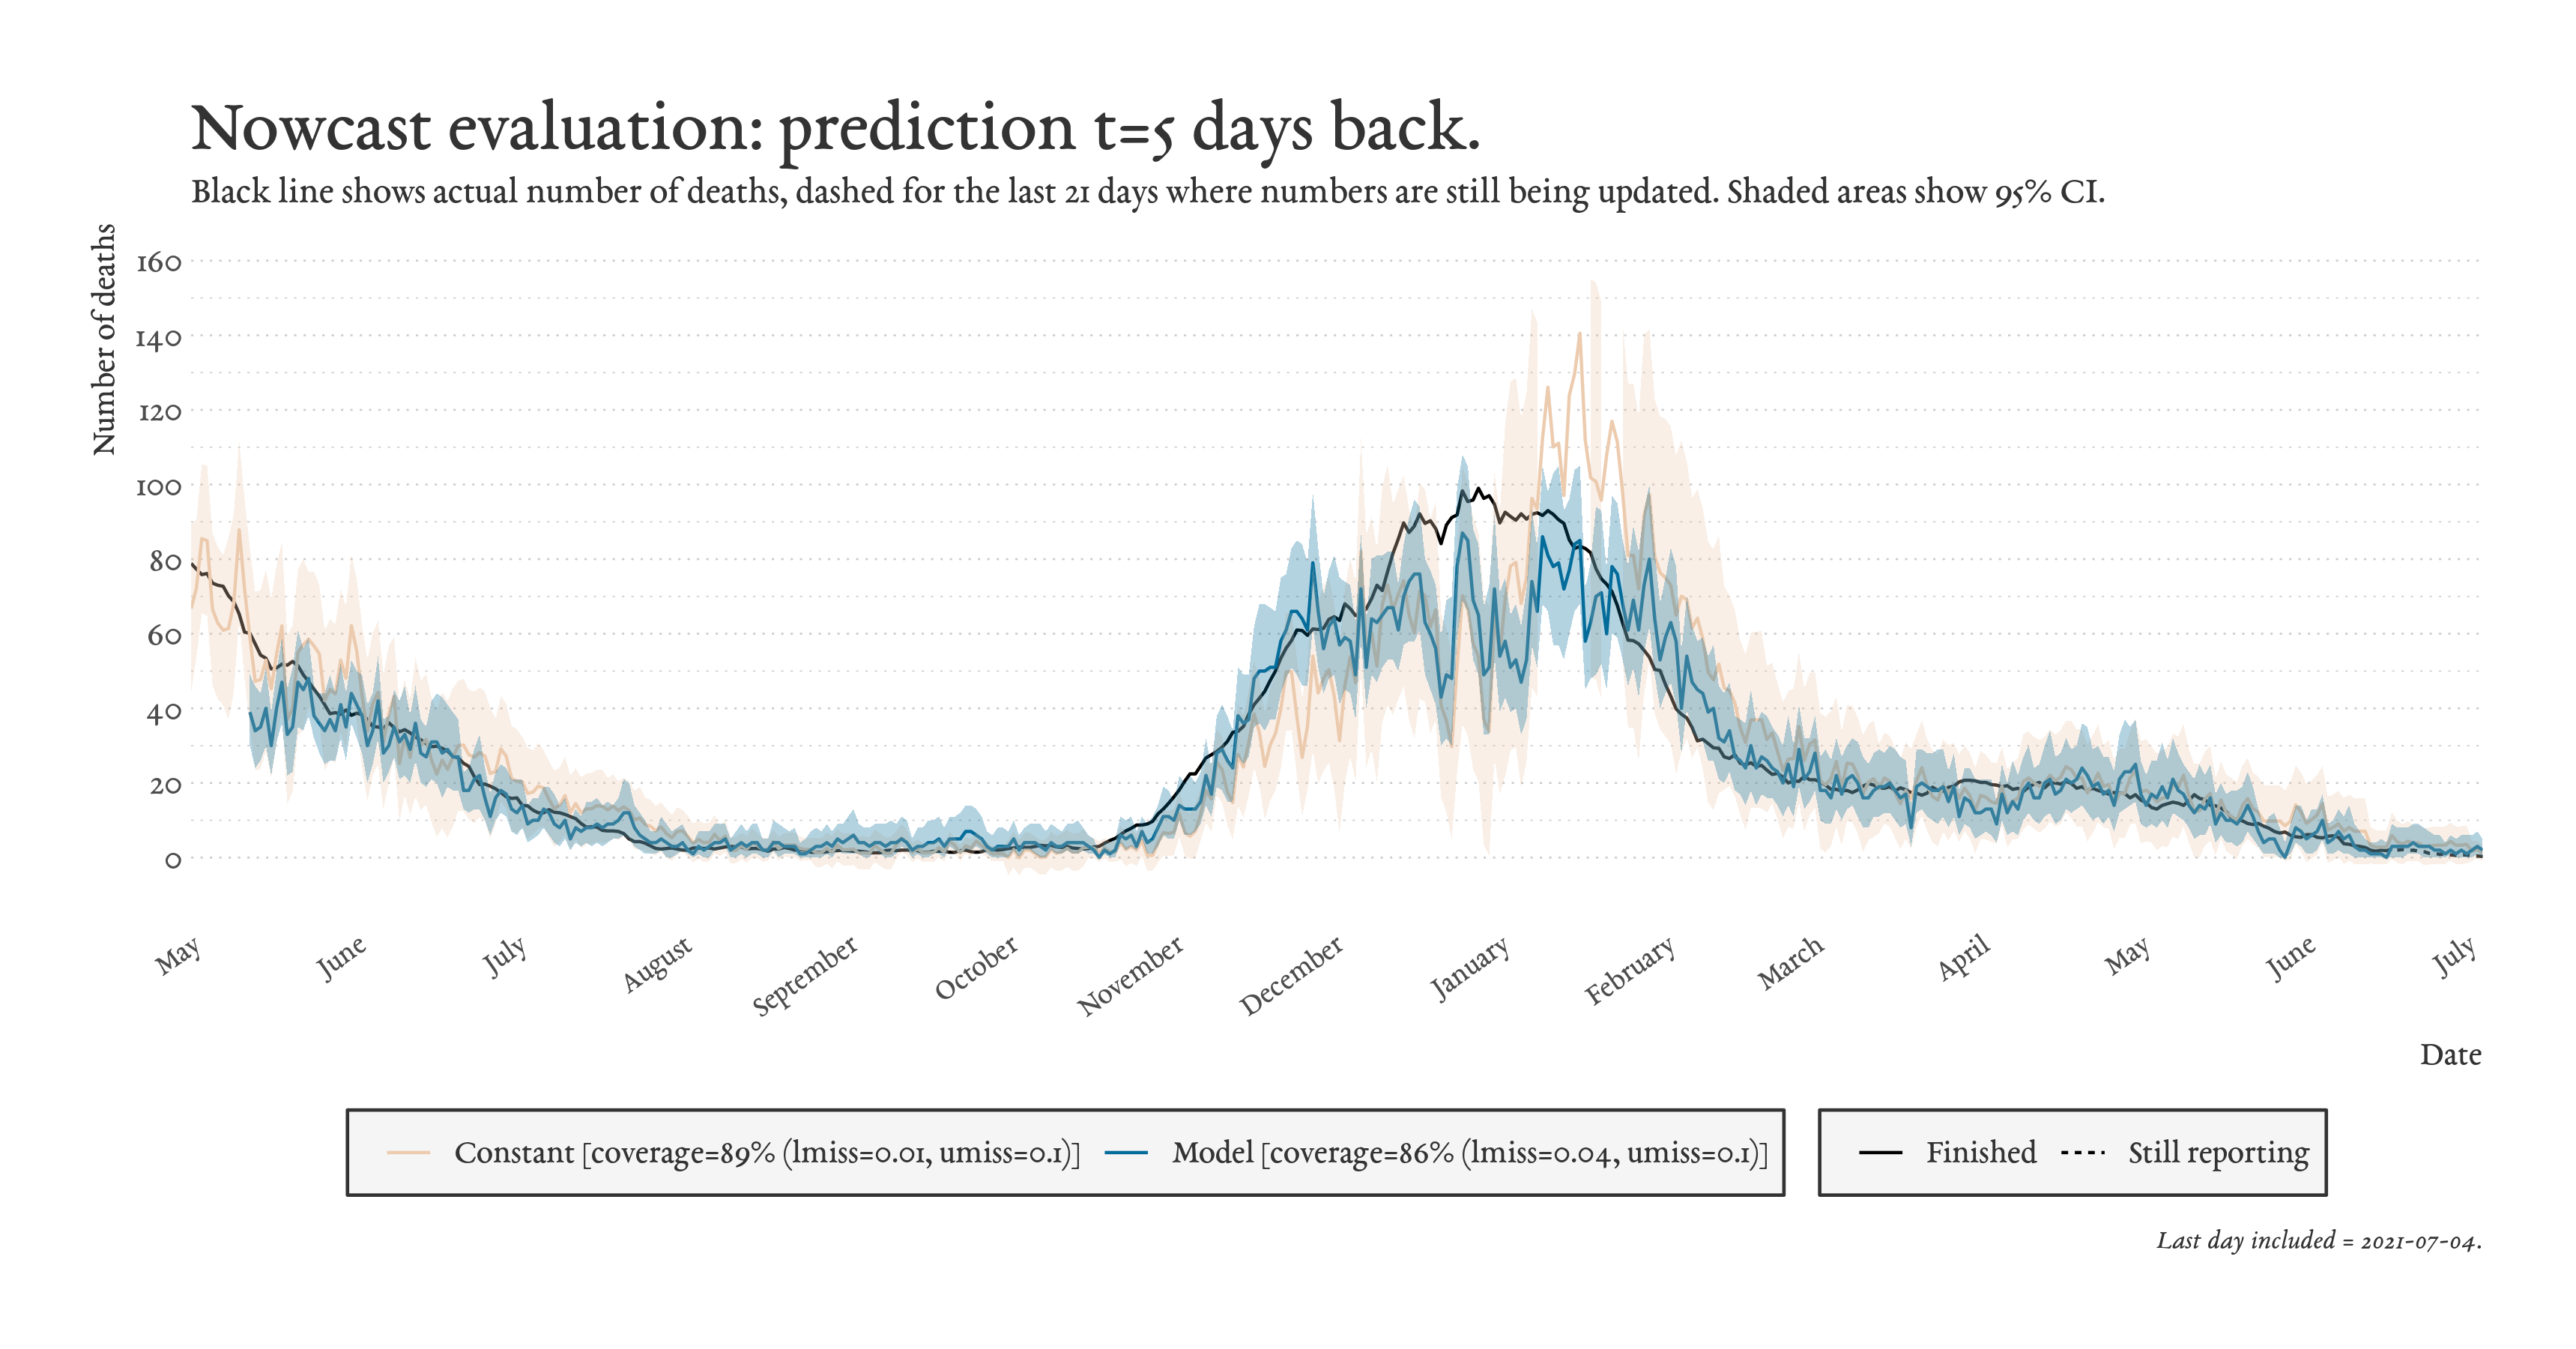 Nowcast evaluation: prediction t=5 days back.
Black line shows actual number of deaths, dashed for the last 21 days where numbers are still being updated. Shaded areas show 95% CI.
Number of deaths
160
140
120
100
80
60
40
20
0
May
June
July
August
September
October
November
December
January
February
March
April
May
June
July
Date
Constant [coverage=89% (lmiss=0.01, umiss=0.1)]
Model [coverage=86% (lmiss=0.04, umiss=0.1)]
Finished
Still reporting
Last day included = 2021-07-04.